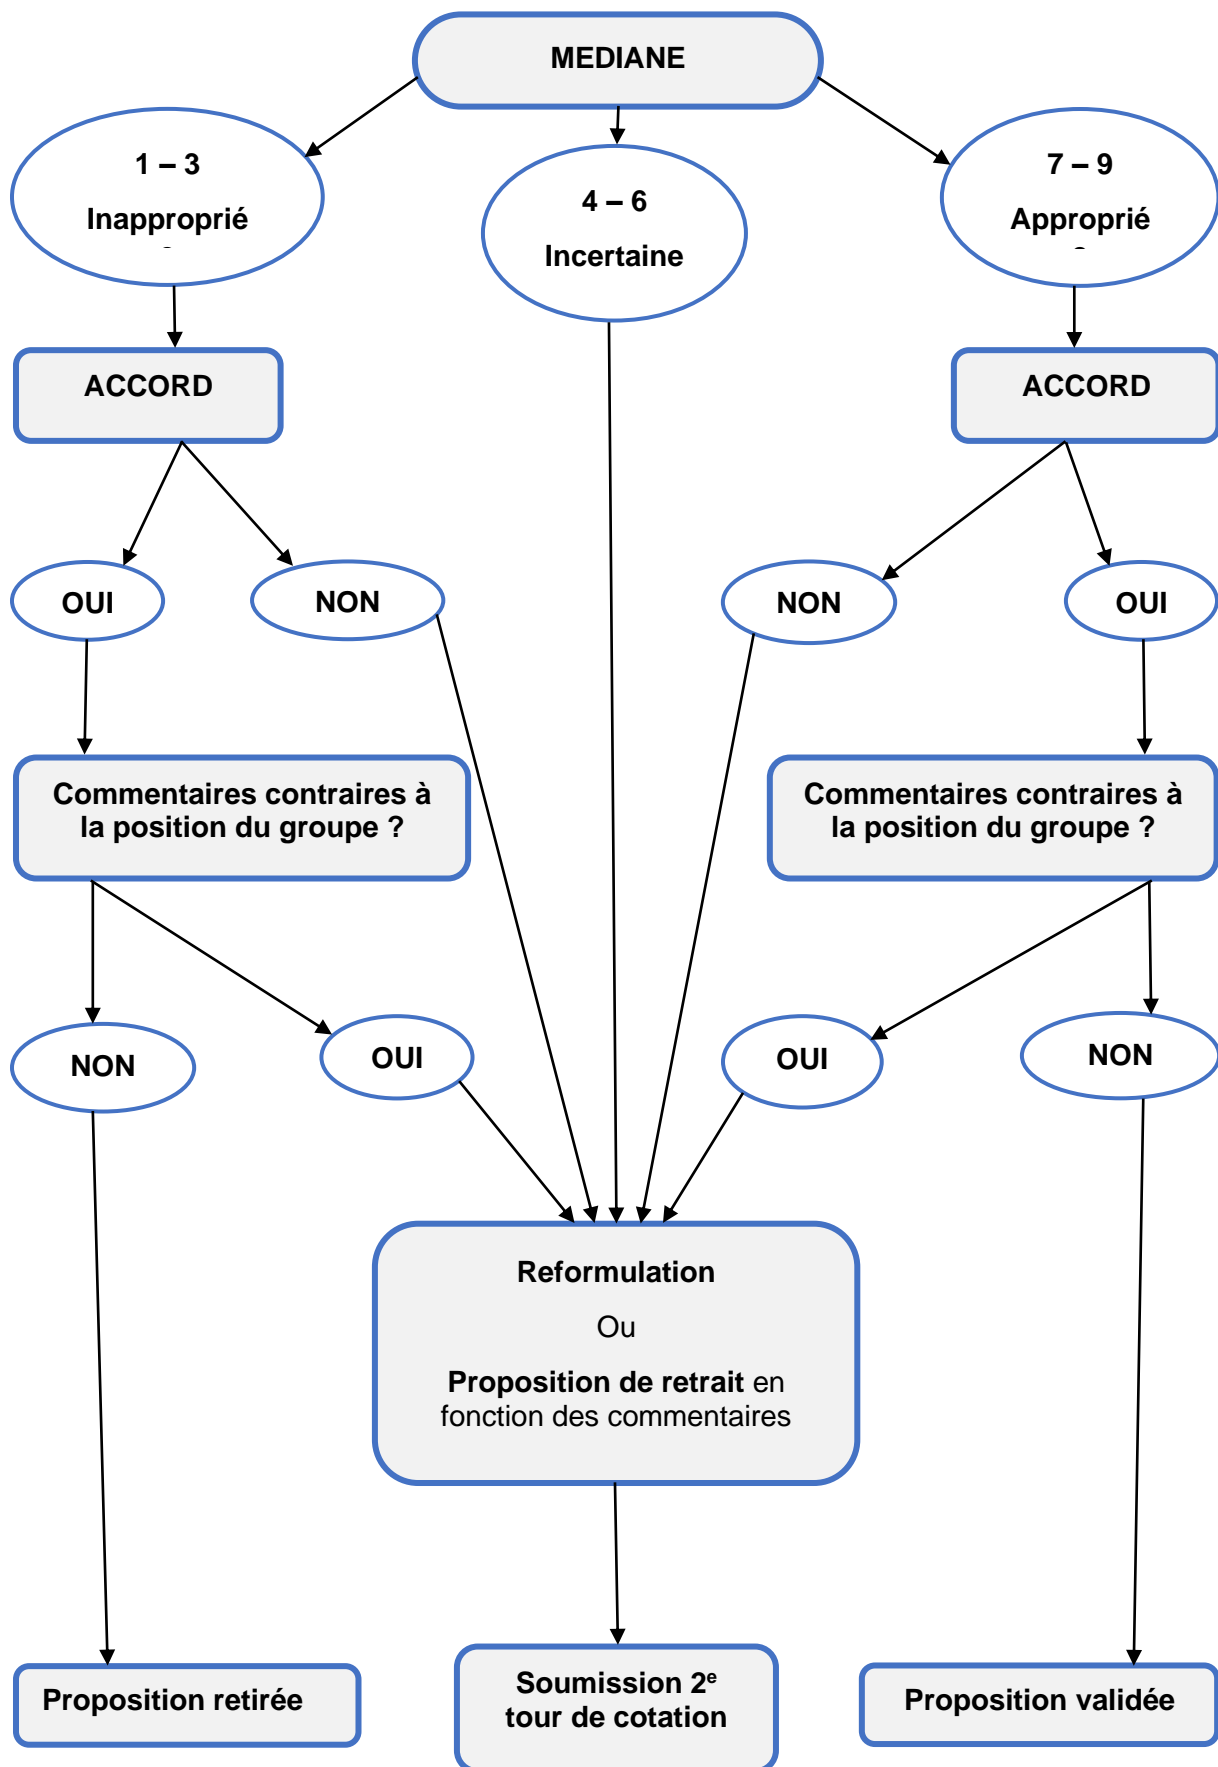 MEDIANE
1 – 3
Inapproprié
4 – 6
Incertaine
7 – 9
Approprié
ACCORD
ACCORD
OUI
NON
NON
OUI
Commentaires contraires à
la position du groupe ?
Commentaires contraires à
la position du groupe ?
NON
OUI
OUI
NON
Reformulation
Ou
Proposition de retrait en
fonction des commentaires
Proposition retirée
Soumission 2e
tour de cotation
Proposition validée